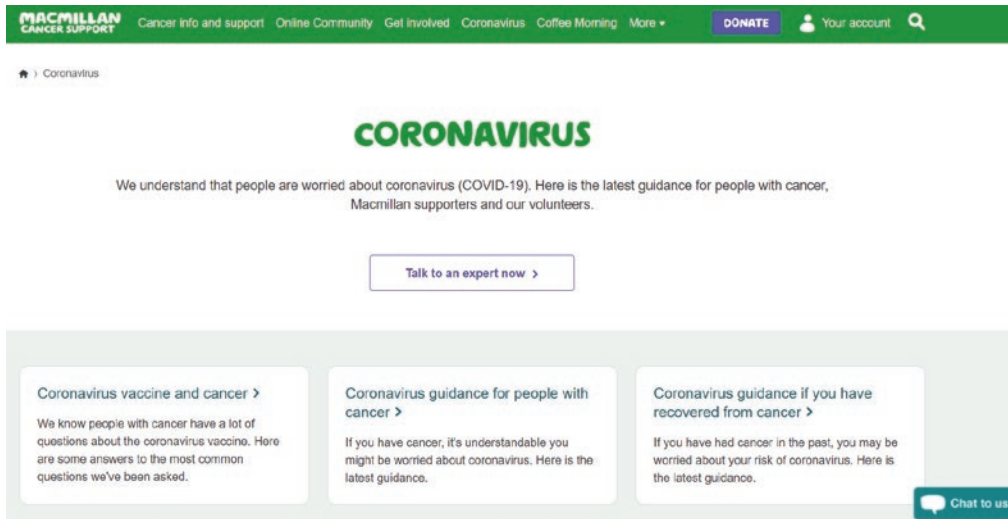 MACMILLAN
CANCER SUPPORT
Cancer info and support Online Community Get involved Coronavirus Coffee Morning More DONATE Your account
Coronavirus
CORONAVIRUS
We understand that people are worried about coronavirus (COVID-19). Here is the latest guidance for people with cancer,
Macmillan supporters and our volunteers.
Talk to an expert now >
Coronavirus vaccine and cancer >
We know people with cancer have a lot of
questions about the coronavirus vaccine. Here
are some answers to the most common
questions we've been asked.
Coronavirus guidance for people with
cancer >
If you have cancer, it's understandable you
might be worried about coronavirus. Here is the
latest guidance.
Coronavirus guidance if you have
recovered from cancer >
If you have had cancer in the past, you may be
worried about your risk of coronavirus. Here is
the latest guidance.
Chat to us